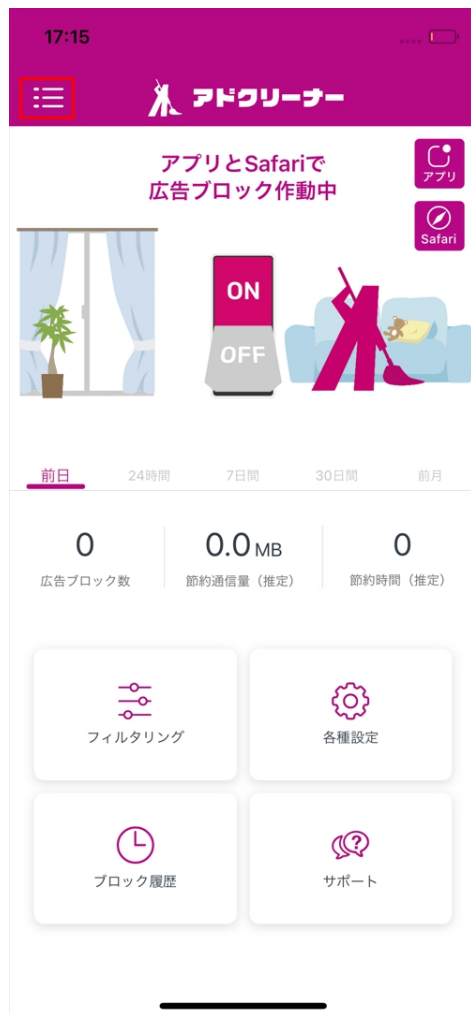 17:15
アドクリーナー
アプリとSafariで
広告ブロック作動中
アプリ
Safari
ON
OFF
前日 24時間 7日間 30日間 前月
0 0.0 MB 0
広告ブロック数 節約通信量（推定） 節約時間（推定）
フィルタリング 各種設定
ブロック履歴 サポート